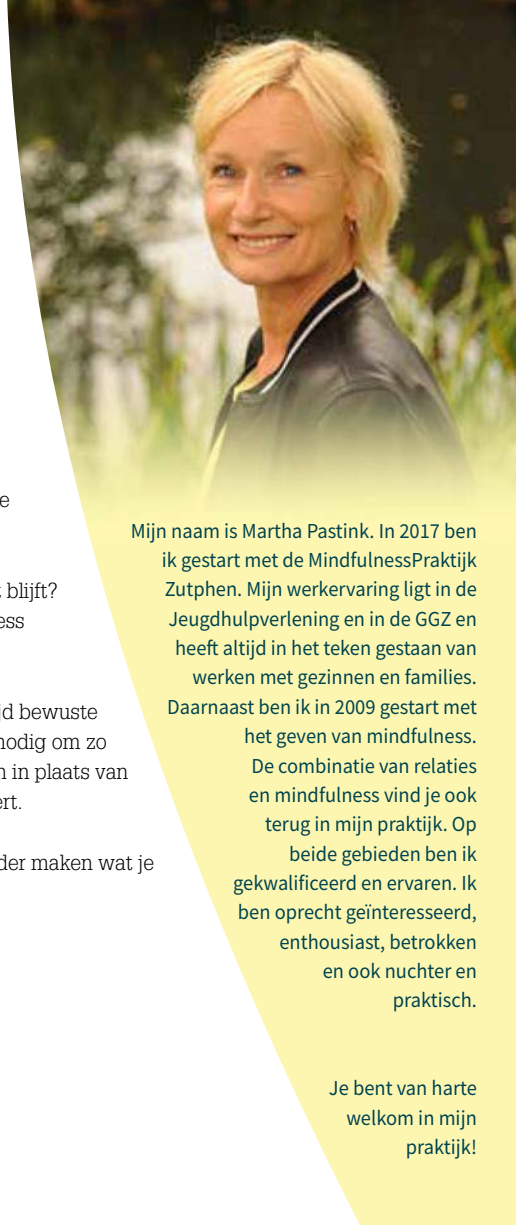 e
blijft?
ess
jd bewuste
nodig om zo
n in plaats van
ert.
der maken wat je
Mijn naam is Martha Pastink. In 2017 ben
ik gestart met de MindfulnessPraktijk
Zutphen. Mijn werkervaring ligt in de
Jeugdhulpverlening en in de GGZ en
heeft altijd in het teken gestaan van
werken met gezinnen en families.
Daarnaast ben ik in 2009 gestart met
het geven van mindfulness.
De combinatie van relaties
en mindfulness vind je ook
terug in mijn praktijk. Op
beide gebieden ben ik
gekwalificeerd en ervaren. Ik
ben oprecht geïnteresseerd,
enthousiast, betrokken
en ook nuchter en
praktisch.
Je bent van harte
welkom in mijn
praktijk!